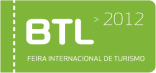 BTL > 2012
FEIRA INTERNACIONAL DE TURISMO